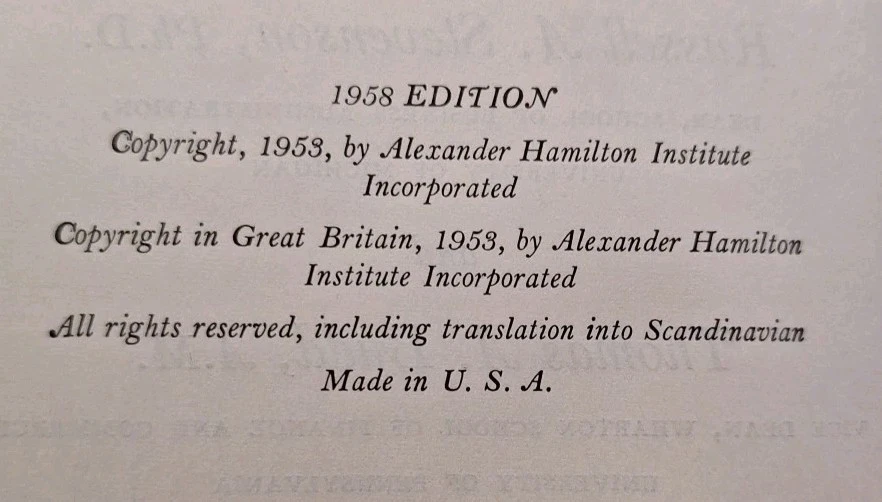 1958 EDITION
Copyright, 1953, by Alexander Hamilton Institute
Incorporated
Copyright in Great Britain, 1953, by Alexander Hamilton
Institute Incorporated
All rights reserved, including translation into Scandinavian
Made in U. S. A.